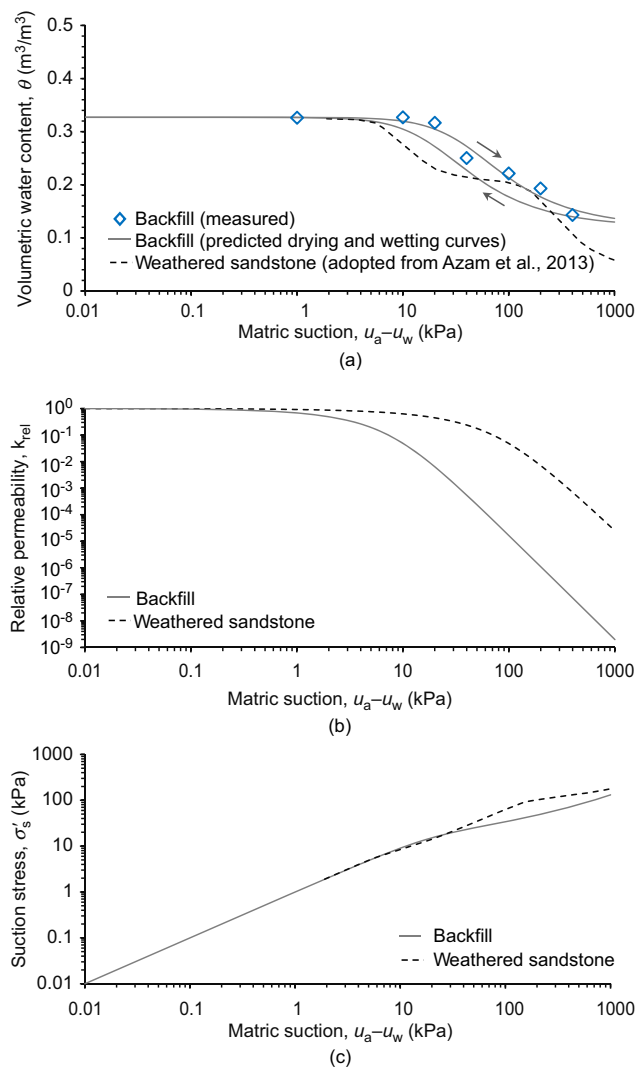 0.5
0.4
0.3
0.2
0.1
0
Volumetric water content, θ (m³/m³)
Backfill (measured)
Backfill (predicted drying and wetting curves)
Weathered sandstone (adopted from Azam et al., 2013)
0.01 0.1 1 10 100 1000
Matric suction, uₐ–u_w (kPa)
(a)
10⁰
10⁻¹
10⁻²
10⁻³
10⁻⁴
10⁻⁵
10⁻⁶
10⁻⁷
10⁻⁸
10⁻⁹
Relative permeability, k_rel
Backfill
Weathered sandstone
0.01 0.1 1 10 100 1000
Matric suction, uₐ–u_w (kPa)
(b)
1000
100
10
1
0.1
0.01
Suction stress, σ′ₛ (kPa)
Backfill
Weathered sandstone
0.01 0.1 1 10 100 1000
Matric suction, uₐ–u_w (kPa)
(c)